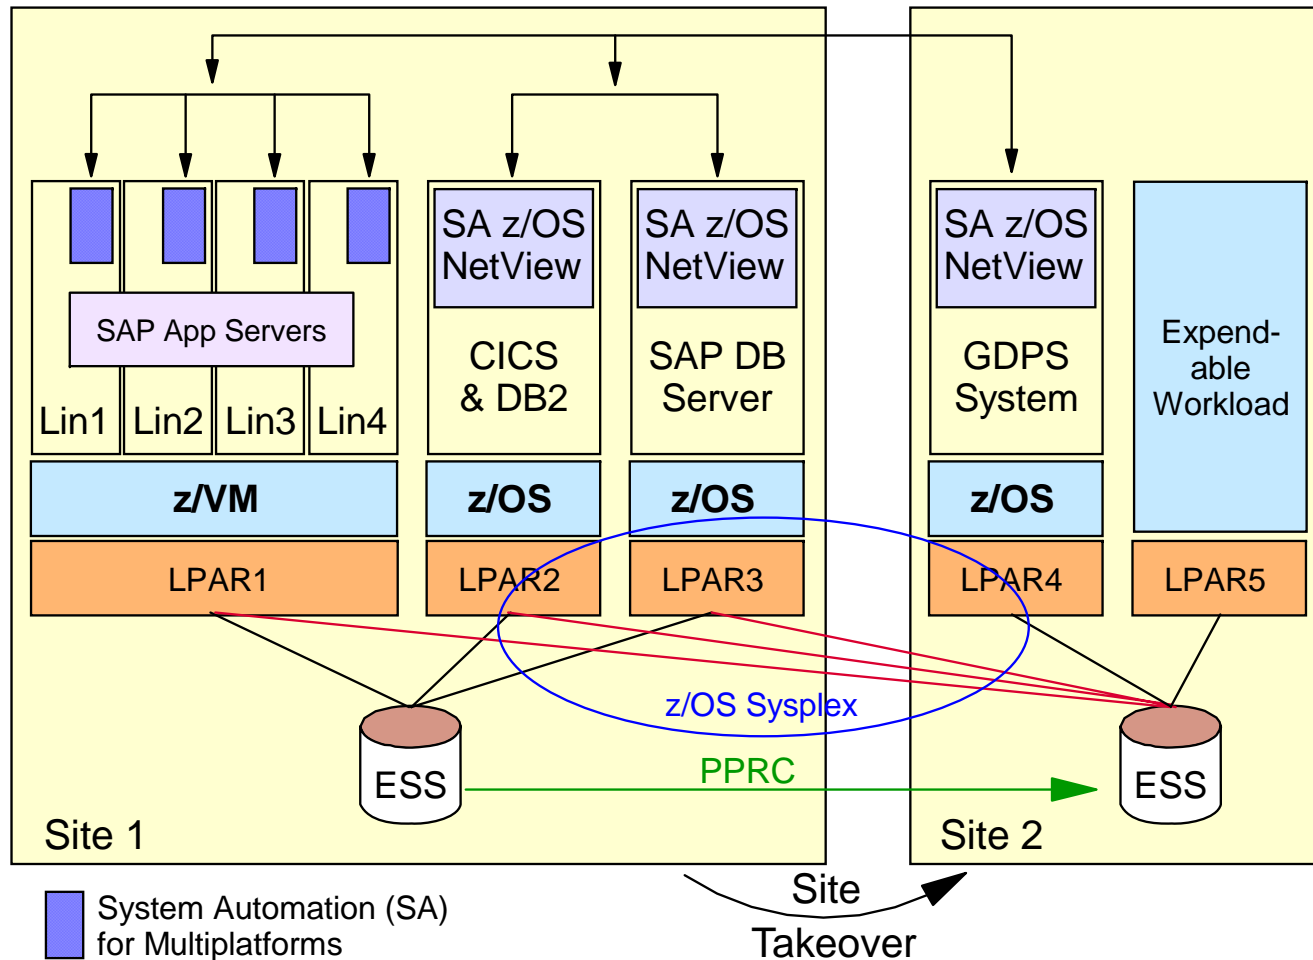 SA z/OS
NetView
SA z/OS
NetView
SA z/OS
NetView
SAP App Servers
CICS
& DB2
SAP DB
Server
GDPS
System
Expend-
able
Workload
Lin1
Lin2
Lin3
Lin4
z/VM
z/OS
z/OS
z/OS
LPAR1
LPAR2
LPAR3
LPAR4
LPAR5
z/OS Sysplex
PPRC
ESS
ESS
Site 1
Site 2
Site
Takeover
System Automation (SA)
for Multiplatforms